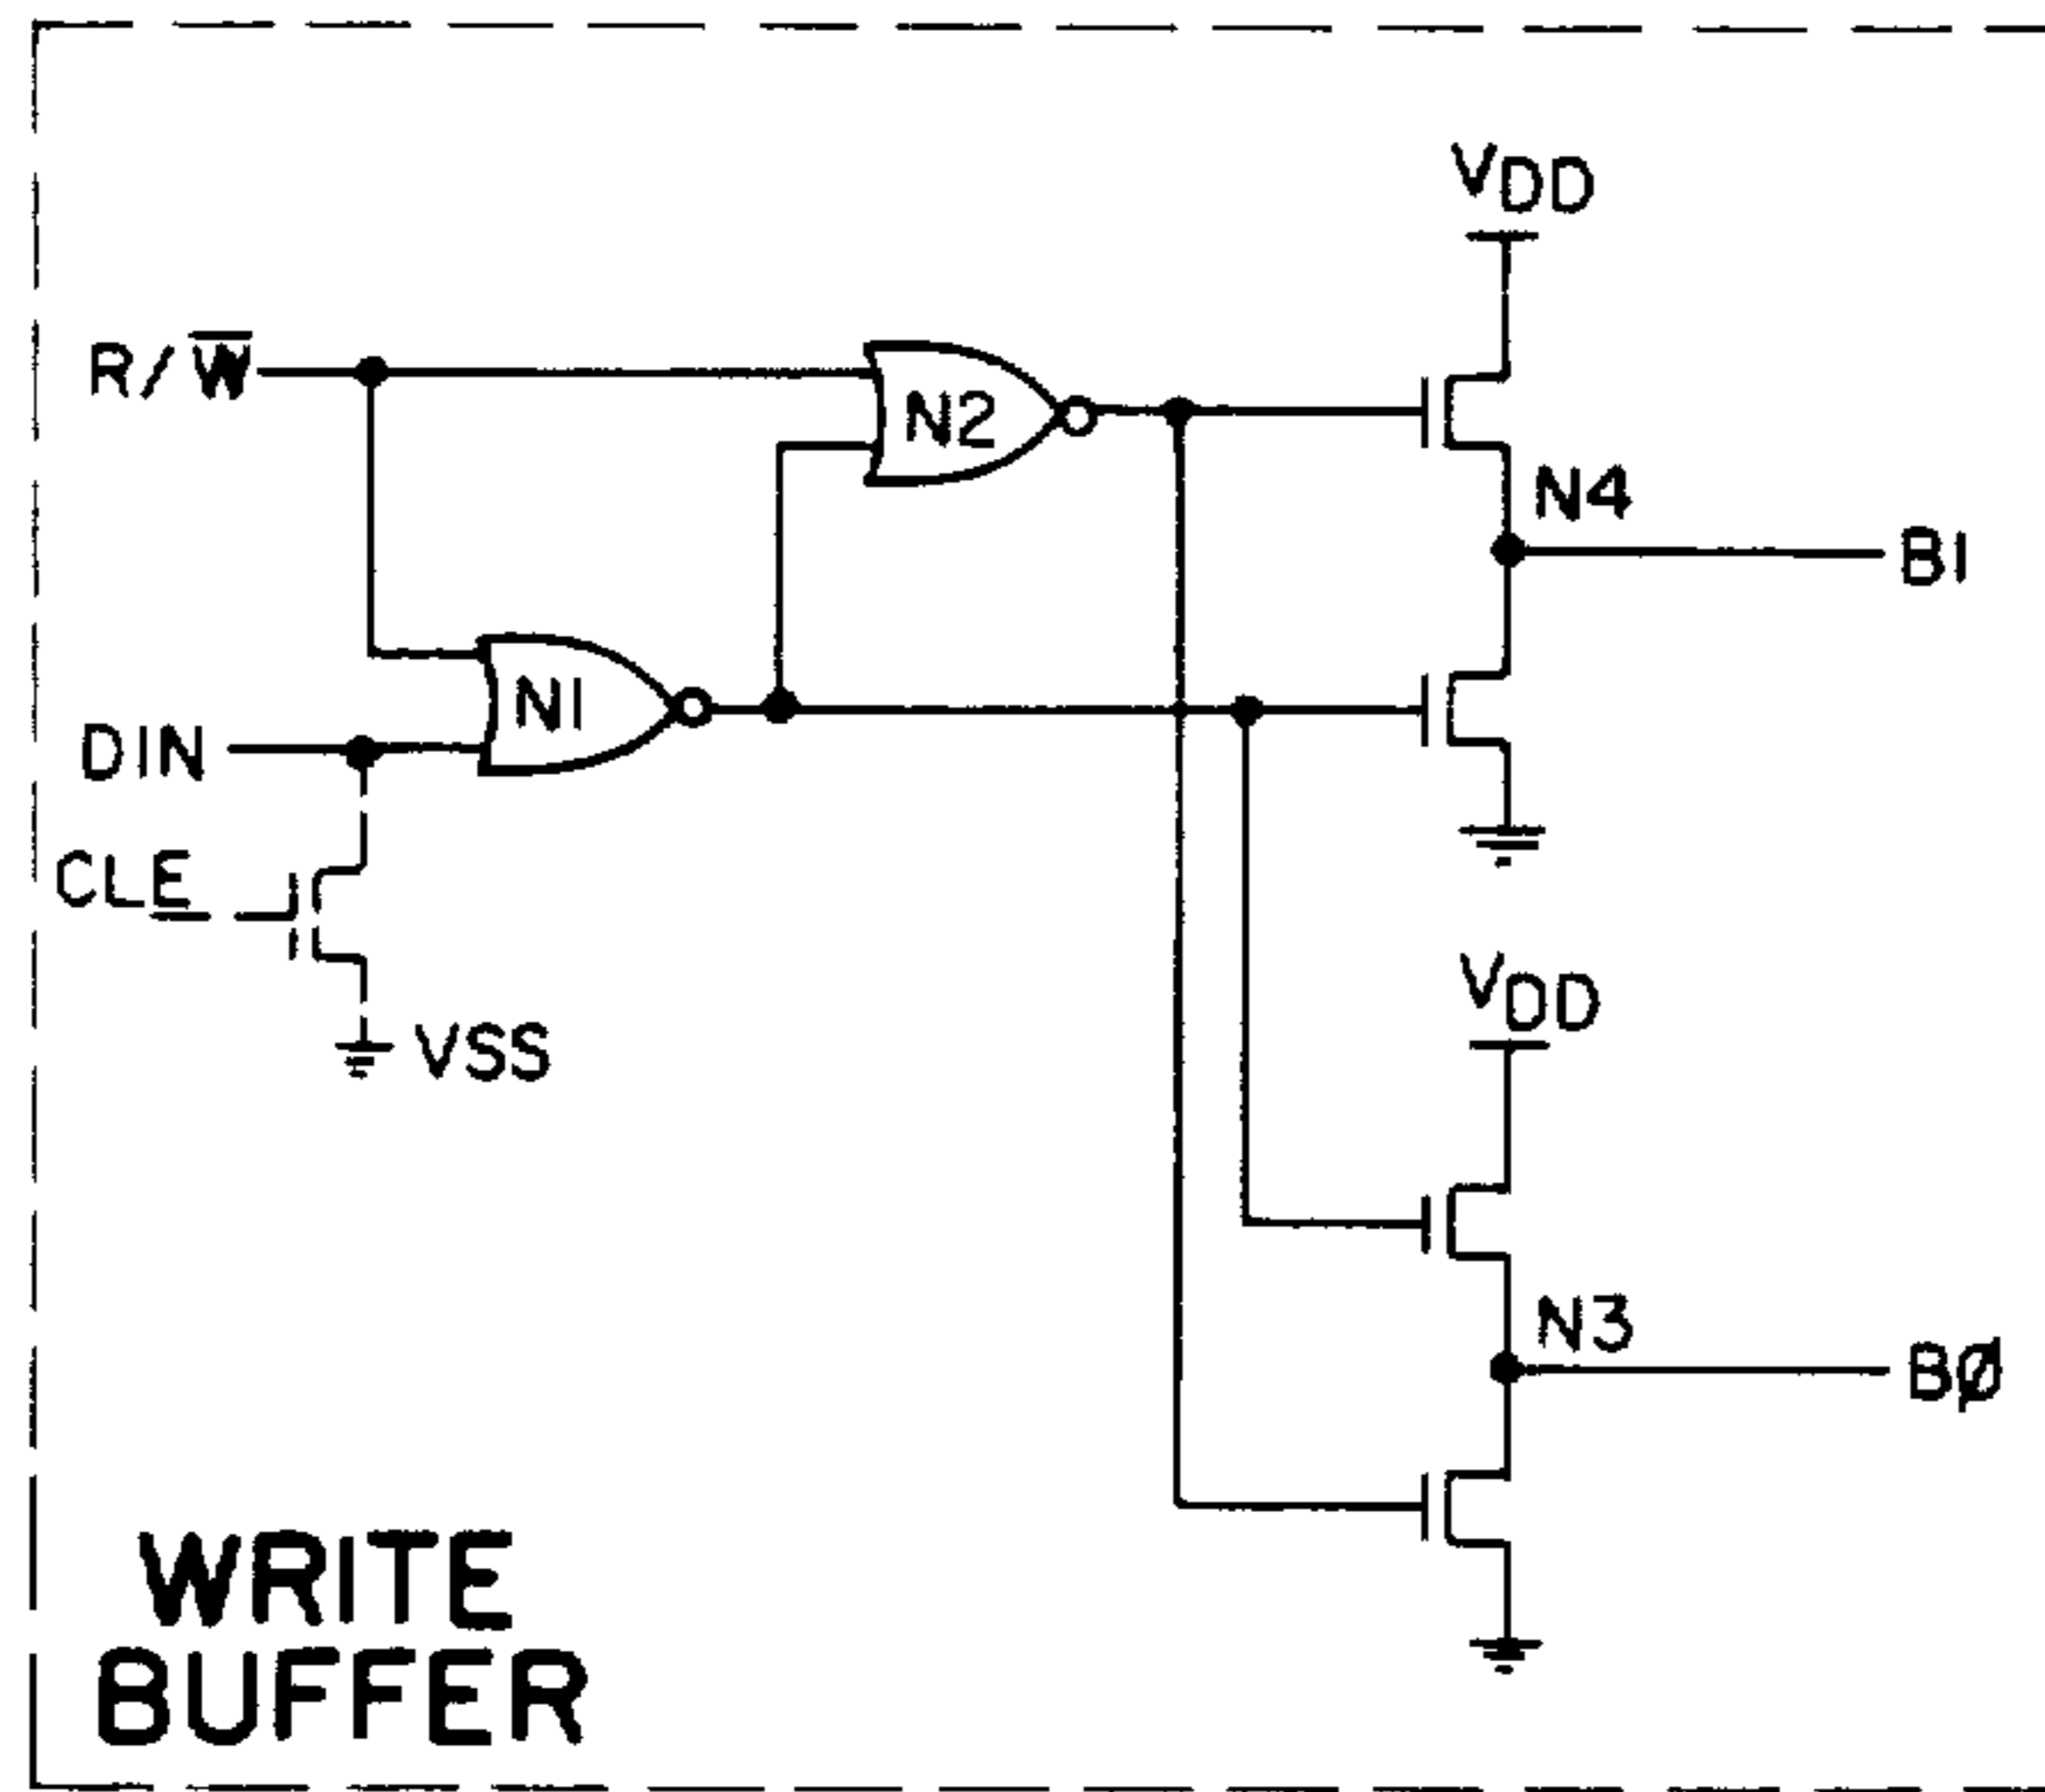 VDD
R/W̅
N2
N4
B1
N1
DIN
CLE
VDD
VSS
N3
BØ
WRITE
BUFFER